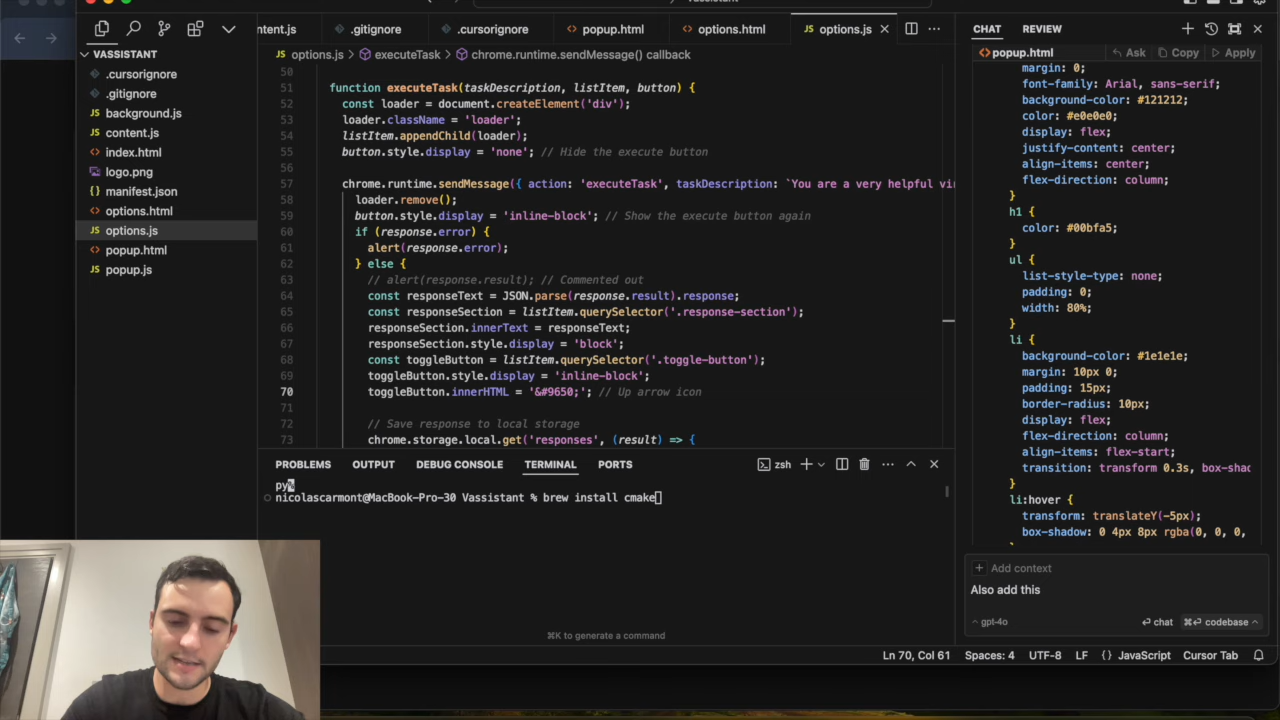 ntent.js
.gitignore
.cursorignore
popup.html
options.html
options.js
VASSISTANT
.cursorignore
.gitignore
background.js
content.js
index.html
logo.png
manifest.json
options.html
options.js
popup.html
popup.js
options.js > executeTask > chrome.runtime.sendMessage() callback
50
51 function executeTask(taskDescription, listItem, button) {
52 const loader = document.createElement('div');
53 loader.className = 'loader';
54 listItem.appendChild(loader);
55 button.style.display = 'none'; // Hide the execute button
56
57 chrome.runtime.sendMessage({ action: 'executeTask', taskDescription: `You are a very helpful vi
58 loader.remove();
59 button.style.display = 'inline-block'; // Show the execute button again
60 if (response.error) {
61 alert(response.error);
62 } else {
63 // alert(response.result); // Commented out
64 const responseText = JSON.parse(response.result).response;
65 const responseSection = listItem.querySelector('.response-section');
66 responseSection.innerText = responseText;
67 responseSection.style.display = 'block';
68 const toggleButton = listItem.querySelector('.toggle-button');
69 toggleButton.style.display = 'inline-block';
70 toggleButton.innerHTML = '&#9650;'; // Up arrow icon
71
72 // Save response to local storage
73 chrome.storage.local.get('responses', (result) => {
PROBLEMS OUTPUT DEBUG CONSOLE TERMINAL PORTS
zsh
py%
nicolascarmont@MacBook-Pro-30 Vassistant % brew install cmake
⌘K to generate a command
CHAT REVIEW
popup.html Ask Copy Apply
margin: 0;
font-family: Arial, sans-serif;
background-color: #121212;
color: #e0e0e0;
display: flex;
justify-content: center;
align-items: center;
flex-direction: column;
}
h1 {
color: #00bfa5;
}
ul {
list-style-type: none;
padding: 0;
width: 80%;
}
li {
background-color: #1e1e1e;
margin: 10px 0;
padding: 15px;
border-radius: 10px;
display: flex;
flex-direction: column;
align-items: flex-start;
transition: transform 0.3s, box-shad
}
li:hover {
transform: translateY(-5px);
box-shadow: 0 4px 8px rgba(0, 0, 0,
+ Add context
Also add this
gpt-4o chat codebase
Ln 70, Col 61 Spaces: 4 UTF-8 LF {} JavaScript Cursor Tab